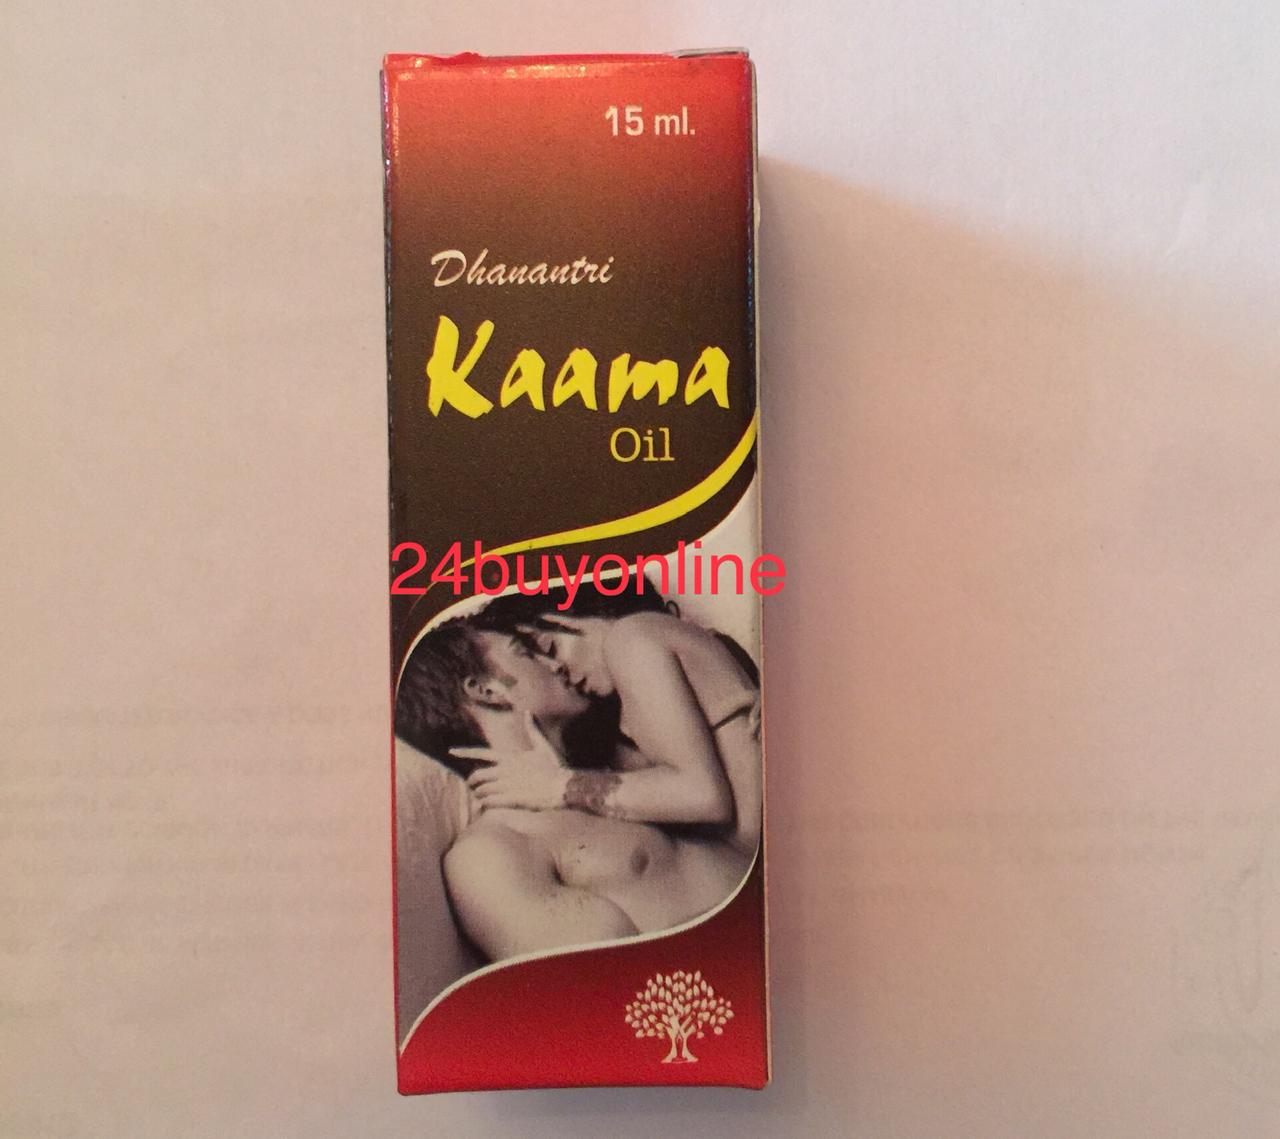 15 ml.
Dhanantri
Kaama
Oil
24buyonline